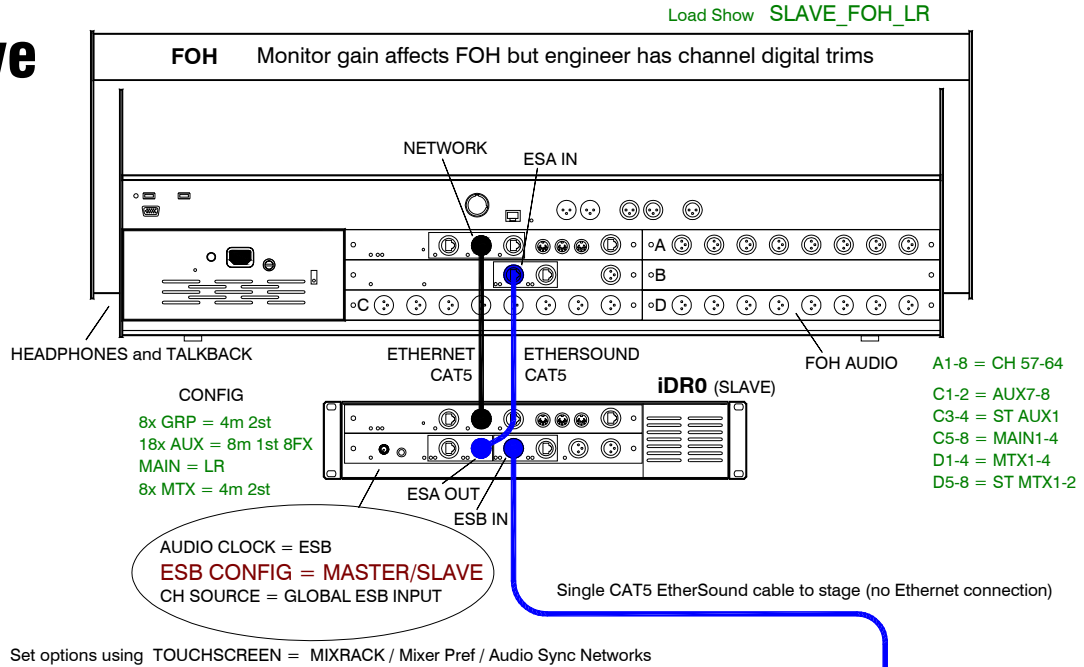 Load Show SLAVE_FOH_LR
ve
FOH Monitor gain affects FOH but engineer has channel digital trims
NETWORK
ESA IN
A
B
C
D
HEADPHONES and TALKBACK
ETHERNET
CAT5
ETHERSOUND
CAT5
FOH AUDIO
A1-8 = CH 57-64
C1-2 = AUX7-8
C3-4 = ST AUX1
C5-8 = MAIN1-4
D1-4 = MTX1-4
D5-8 = ST MTX1-2
CONFIG
8x GRP = 4m 2st
18x AUX = 8m 1st 8FX
MAIN = LR
8x MTX = 4m 2st
iDR0 (SLAVE)
ESA OUT
ESB IN
AUDIO CLOCK = ESB
ESB CONFIG = MASTER/SLAVE
CH SOURCE = GLOBAL ESB INPUT
Single CAT5 EtherSound cable to stage (no Ethernet connection)
Set options using TOUCHSCREEN = MIXRACK / Mixer Pref / Audio Sync Networks